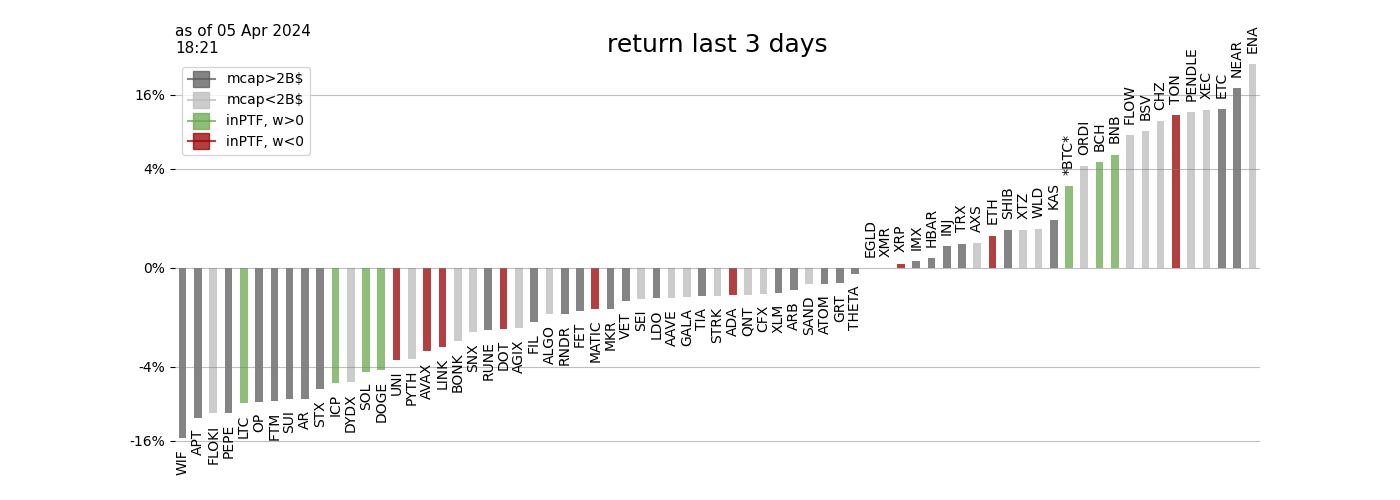 as of 05 Apr 2024
18:21
return last 3 days
mcap>2B$
mcap<2B$
inPTF, w>0
inPTF, w<0
16%
4%
0%
-4%
-16%
WIF
APT
FLOKI
PEPE
LTC
OP
FTM
SUI
AR
STX
ICP
DYDX
SOL
DOGE
UNI
PYTH
AVAX
LINK
BONK
SNX
RUNE
DOT
AGIX
FIL
ALGO
RNDR
FET
MATIC
MKR
VET
SEI
LDO
AAVE
GALA
TIA
STRK
ADA
QNT
CFX
XLM
ARB
SAND
ATOM
GRT
THETA
EGLD
XMR
XRP
IMX
HBAR
INJ
TRX
AXS
ETH
SHIB
XTZ
WLD
KAS
*BTC*
ORDI
BCH
BNB
FLOW
BSV
CHZ
TON
PENDLE
XEC
ETC
NEAR
ENA